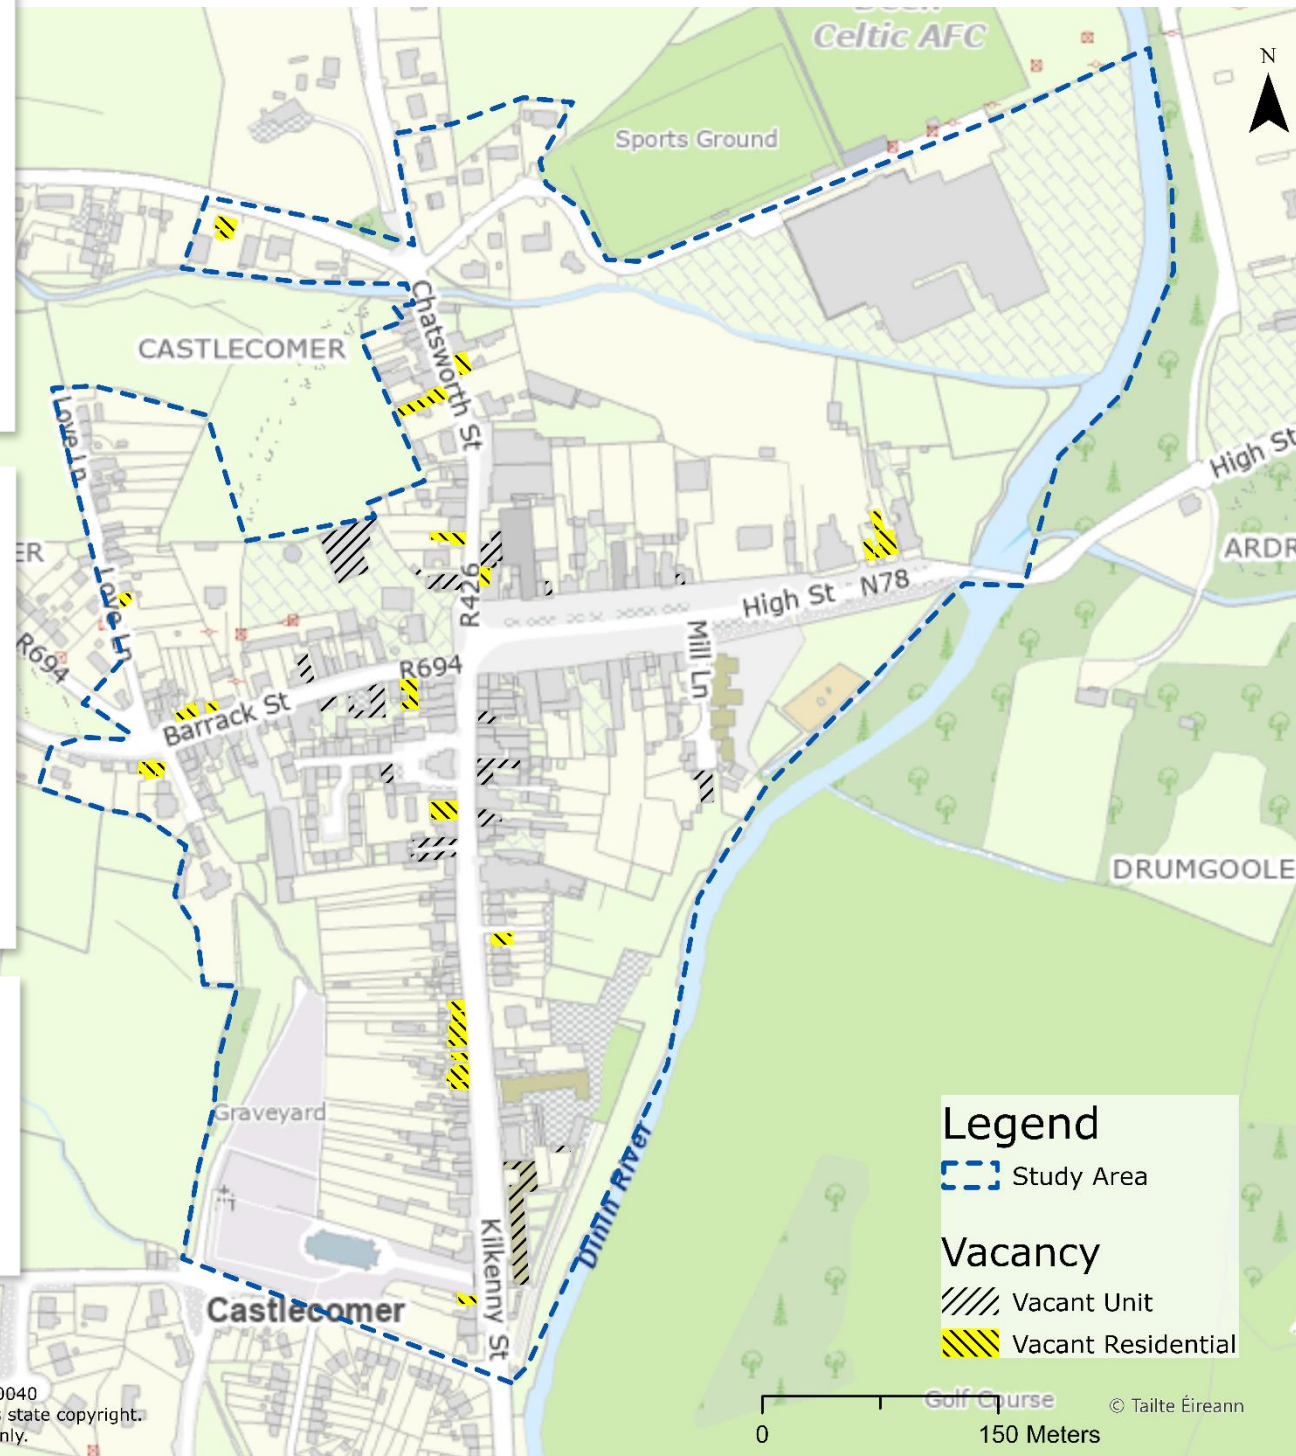 Celtic AFC
N
Sports Ground
Chatsworth St
CASTLECOMER
Love Ln
High St
R426
ER
ARDR
Love Ln
High St - N78
R694
Mill Ln
R694
Barrack St
DRUMGOOLE
Graveyard
Legend
Study Area
Dinin River
Vacancy
Kilkenny St
Vacant Unit
Castlecomer
Vacant Residential
0040
state copyright.
nly.
Golf Course
© Tailte Éireann
0
150 Meters